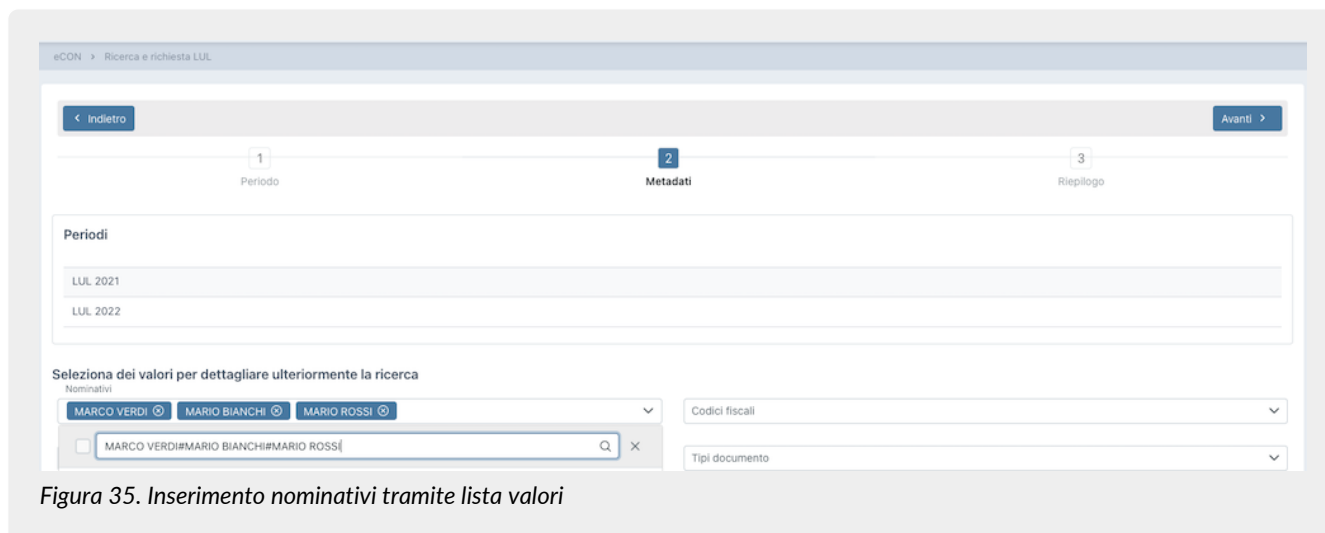 eCON > Ricerca e richiesta LUL
< Indietro
Avanti >
1
2
3
Periodo
Metadati
Riepilogo
Periodi
LUL 2021
LUL 2022
Seleziona dei valori per dettagliare ulteriormente la ricerca
Nominativi
MARCO VERDI MARIO BIANCHI MARIO ROSSI
Codici fiscali
MARCO VERDI#MARIO BIANCHI#MARIO ROSSI
Tipi documento
Figura 35. Inserimento nominativi tramite lista valori